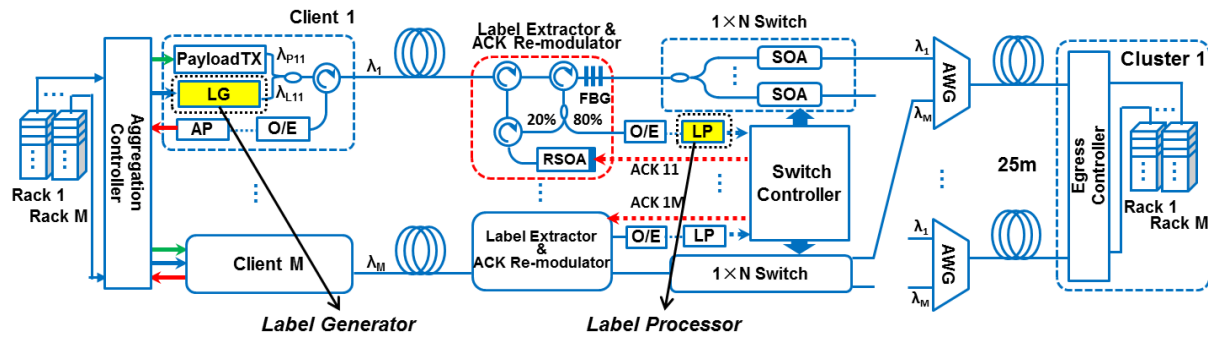 Client 1
Label Extractor &
ACK Re-modulator
1×N Switch
Cluster 1
PayloadTX
λP11
LG
λL11
AP
O/E
Aggregation
Controller
Rack 1
Rack M
λ1
FBG
20%
80%
RSOA
O/E
LP
ACK 11
ACK 1M
SOA
SOA
Switch
Controller
λ1
λM
AWG
25m
Egress
Controller
Rack 1
Rack M
Client M
λM
Label Extractor
&
ACK Re-modulator
O/E
LP
1×N Switch
λ1
λM
AWG
Label Generator
Label Processor